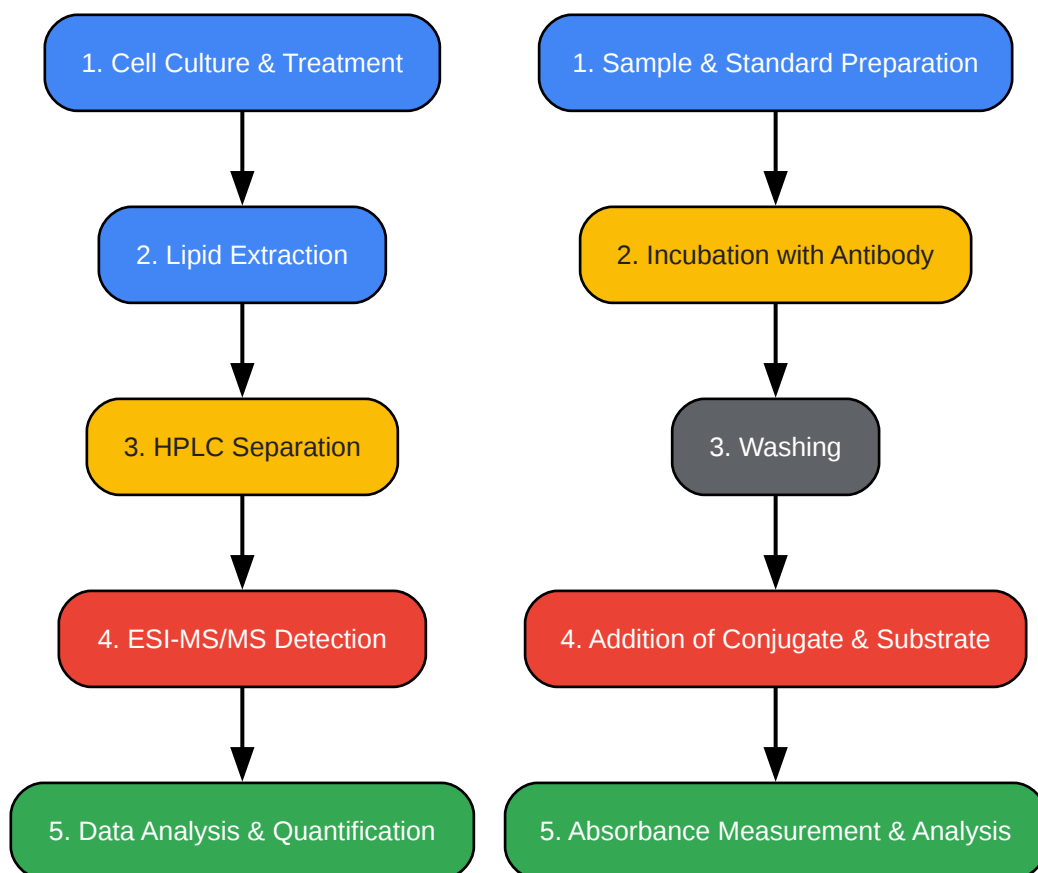 1. Cell Culture & Treatment
2. Lipid Extraction
3. HPLC Separation
4. ESI-MS/MS Detection
5. Data Analysis & Quantification
1. Sample & Standard Preparation
2. Incubation with Antibody
3. Washing
4. Addition of Conjugate & Substrate
5. Absorbance Measurement & Analysis